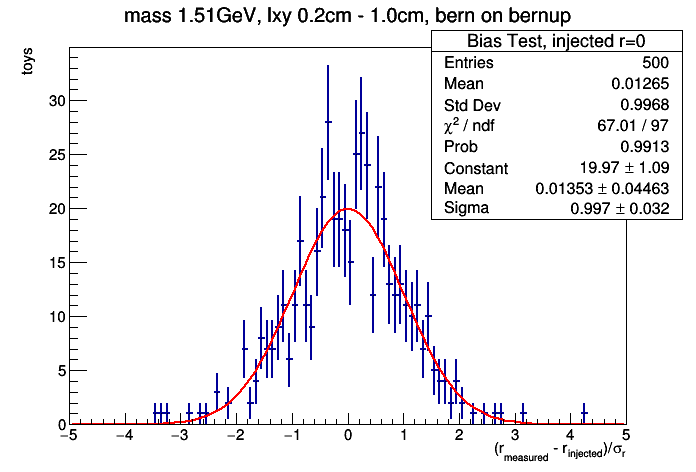 mass 1.51GeV, lxy 0.2cm - 1.0cm, bern on bernup
Bias Test, injected r=0
Entries 500
Mean 0.01265
Std Dev 0.9968
χ² / ndf 67.01 / 97
Prob 0.9913
Constant 19.97 ± 1.09
Mean 0.01353 ± 0.04463
Sigma 0.997 ± 0.032
toys
30
25
20
15
10
5
0
−5 −4 −3 −2 −1 0 1 2 3 4 5
(r_measured - r_injected)/σ_r